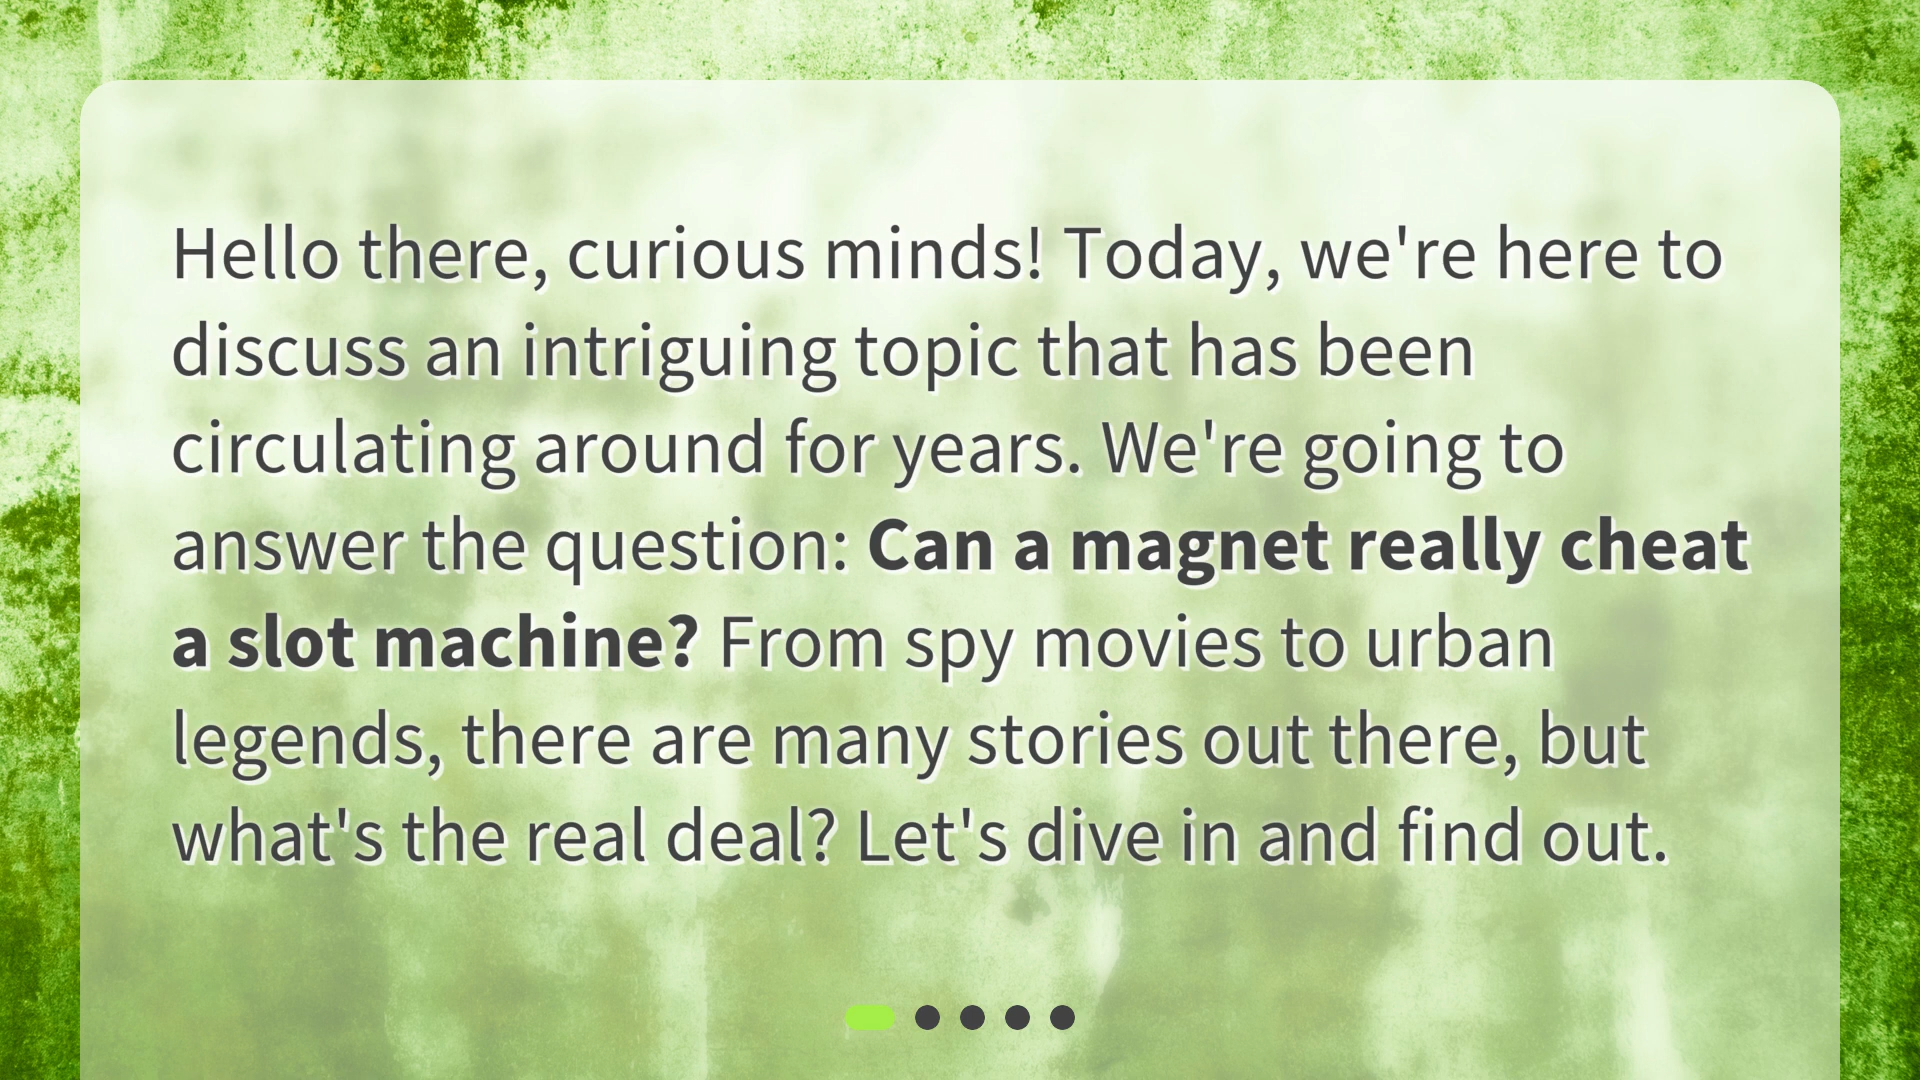 Hello there, curious minds! Today, we're here to
discuss an intriguing topic that has been
circulating around for years. We're going to
answer the question: Can a magnet really cheat
a slot machine? From spy movies to urban
legends, there are many stories out there, but
what's the real deal? Let's dive in and find out.